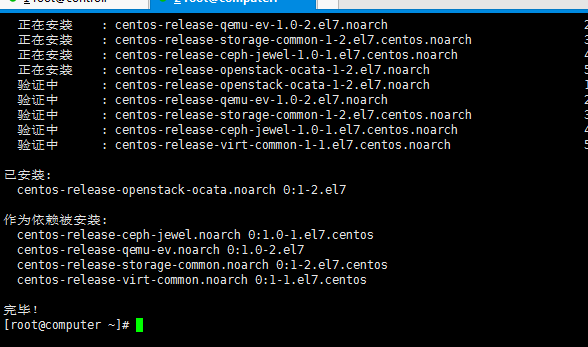 正在安装    : centos-release-qemu-ev-1.0-2.el7.noarch 2
正在安装    : centos-release-storage-common-1-2.el7.centos.noarch 3
正在安装    : centos-release-ceph-jewel-1.0-1.el7.centos.noarch 4
正在安装    : centos-release-openstack-ocata-1-2.el7.noarch 5
验证中      : centos-release-openstack-ocata-1-2.el7.noarch 1
验证中      : centos-release-qemu-ev-1.0-2.el7.noarch 2
验证中      : centos-release-storage-common-1-2.el7.centos.noarch 3
验证中      : centos-release-ceph-jewel-1.0-1.el7.centos.noarch 4
验证中      : centos-release-virt-common-1-1.el7.centos.noarch 5
已安装:
centos-release-openstack-ocata.noarch 0:1-2.el7
作为依赖被安装:
centos-release-ceph-jewel.noarch 0:1.0-1.el7.centos
centos-release-qemu-ev.noarch 0:1.0-2.el7
centos-release-storage-common.noarch 0:1-2.el7.centos
centos-release-virt-common.noarch 0:1-1.el7.centos
完毕！
[root@computer ~]#